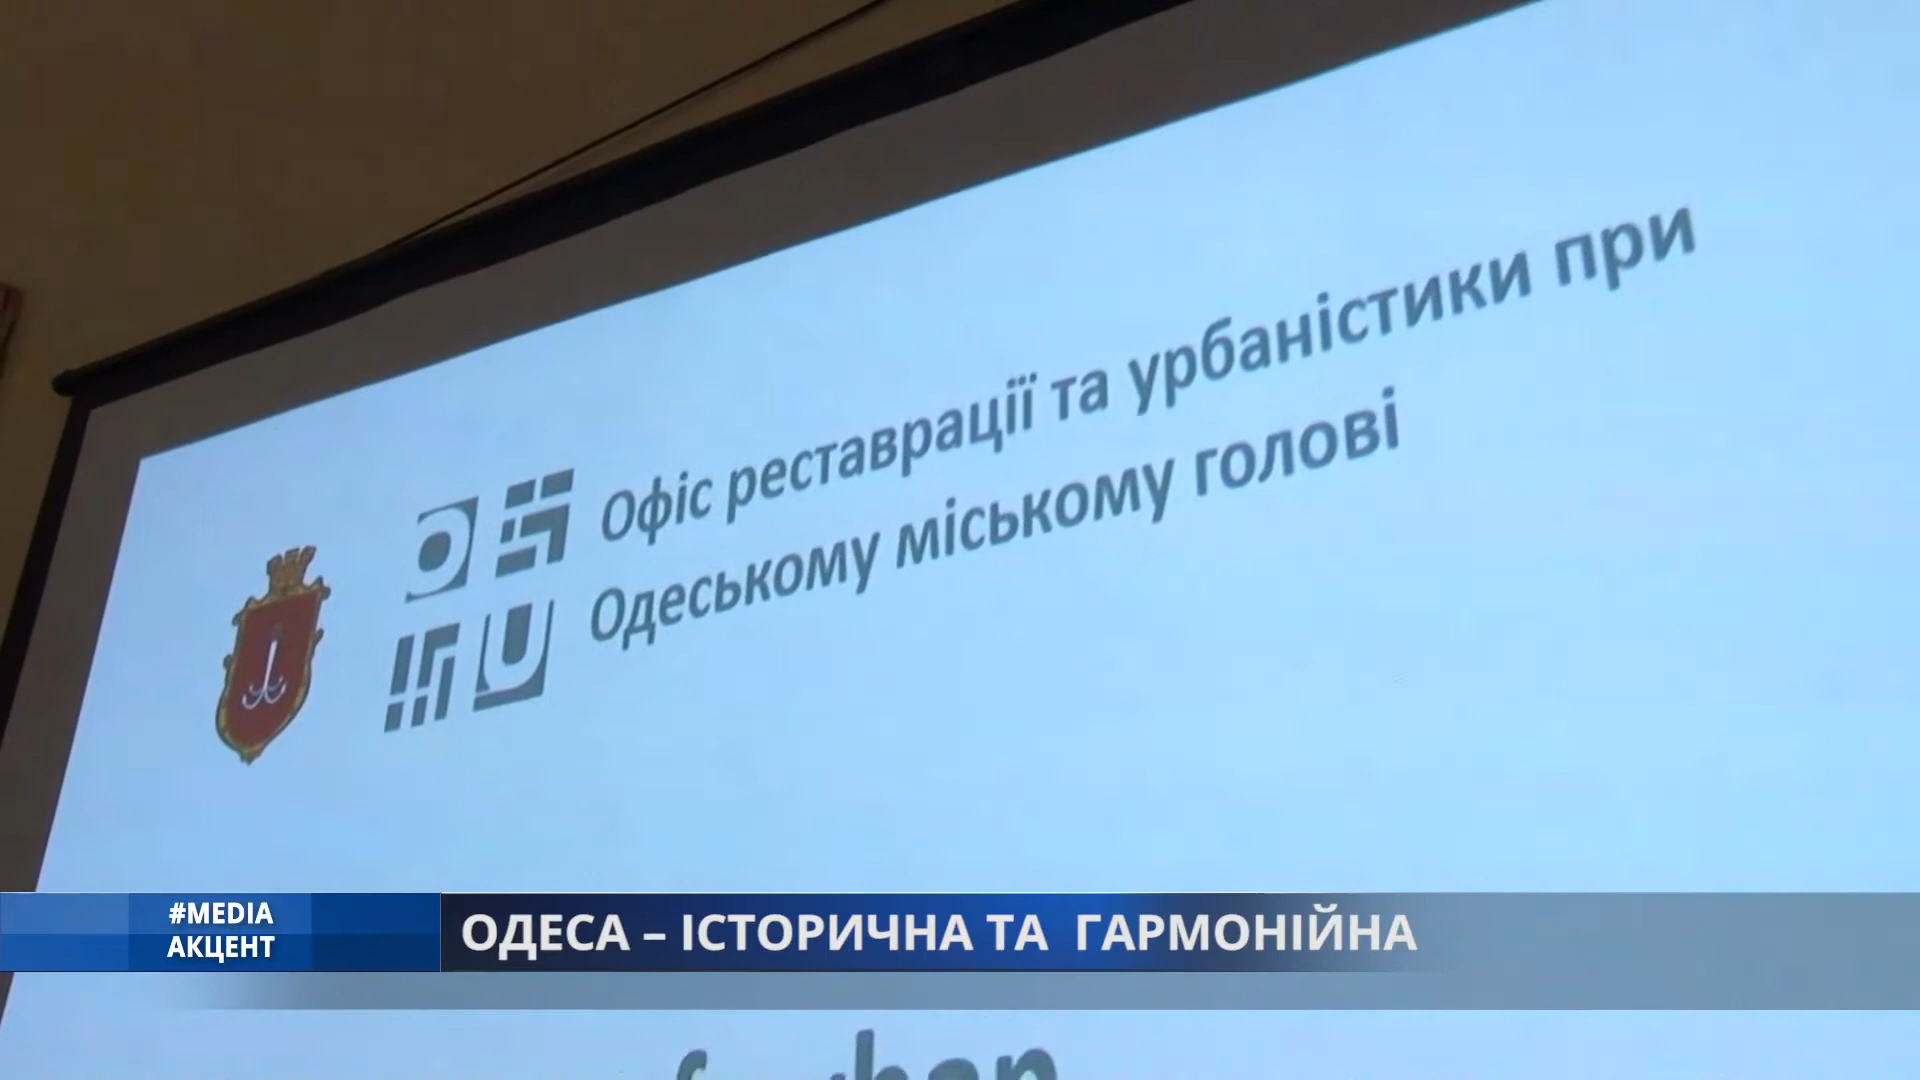 Офіс реставрації та урбаністики при
Одеському міському голові
#MEDIA
АКЦЕНТ
ОДЕСА – ІСТОРИЧНА ТА ГАРМОНІЙНА